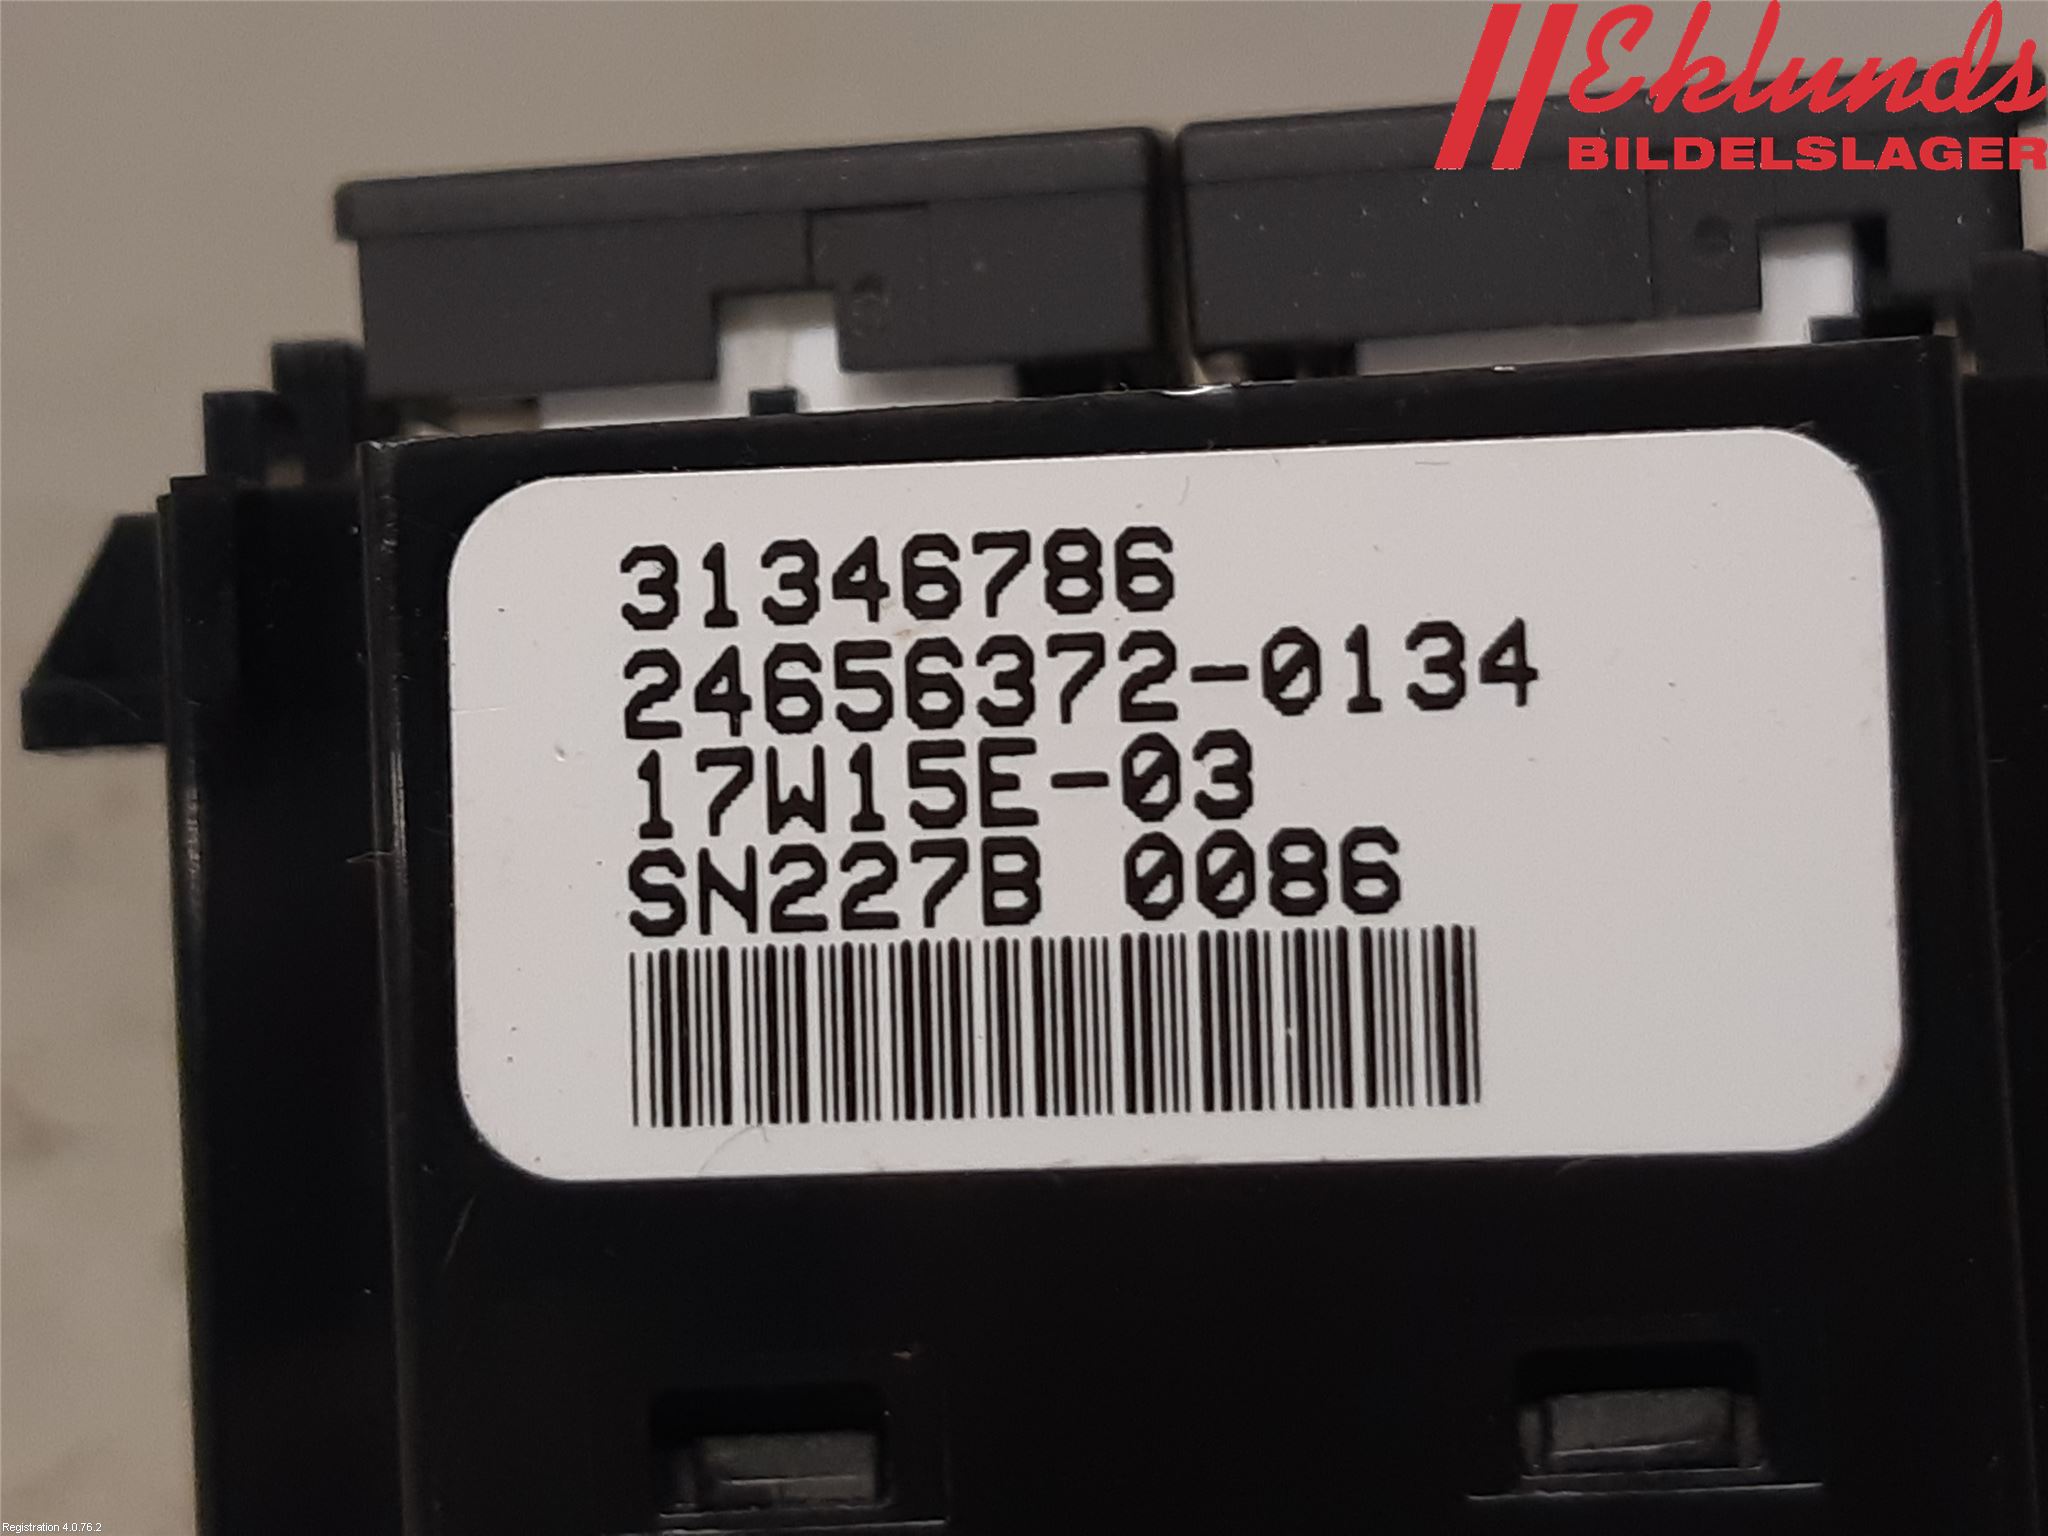 Eklunds
BILDELSLAGER
31346786
24656372-0134
17W15E-03
SN227B 0086
Registration 4.0.76.2